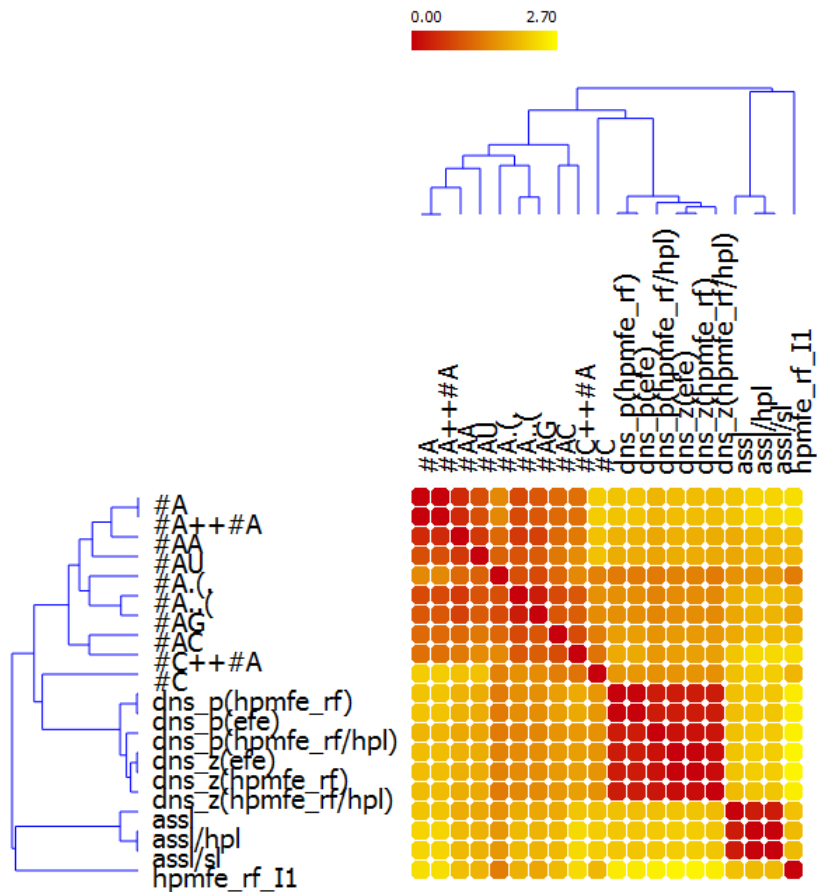 0.00 2.70
#A
#A++#A
#AA
#AU
#A.(.
#A..(
#AG
#AC
#C++#A
#C
dns_p(hpmfe_rf)
dns_p(efe)
dns_p(hpmfe_rf/hpl)
dns_z(efe)
dns_z(hpmfe_rf)
dns_z(hpmfe_rf/hpl)
assl
assl/hpl
assl/sl
hpmfe_rf_I1
#A
#A++#A
#AA
#AU
#A.(.
#A..(
#AG
#AC
#C++#A
#C
dns_p(hpmfe_rf)
dns_p(efe)
dns_p(hpmfe_rf/hpl)
dns_z(efe)
dns_z(hpmfe_rf)
dns_z(hpmfe_rf/hpl)
assl
assl/hpl
assl/sl
hpmfe_rf_I1